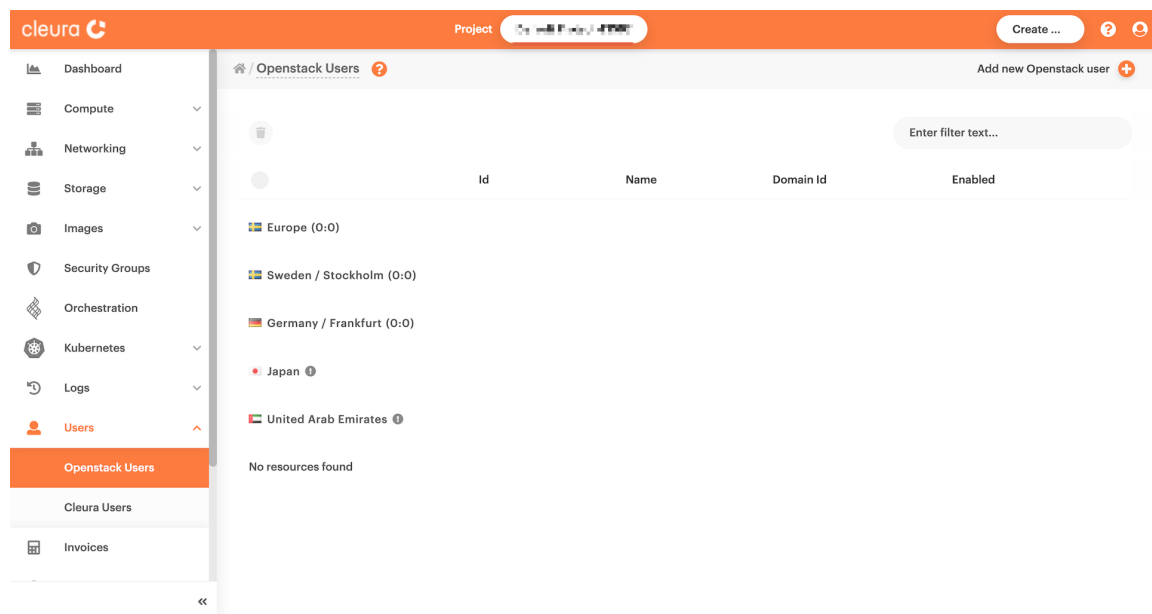 cleura
Project
Create ...
Dashboard
Compute
Networking
Storage
Images
Security Groups
Orchestration
Kubernetes
Logs
Users
Openstack Users
Cleura Users
Invoices
/ Openstack Users
Add new Openstack user
Enter filter text...
Id Name Domain Id Enabled
Europe (0:0)
Sweden / Stockholm (0:0)
Germany / Frankfurt (0:0)
Japan
United Arab Emirates
No resources found